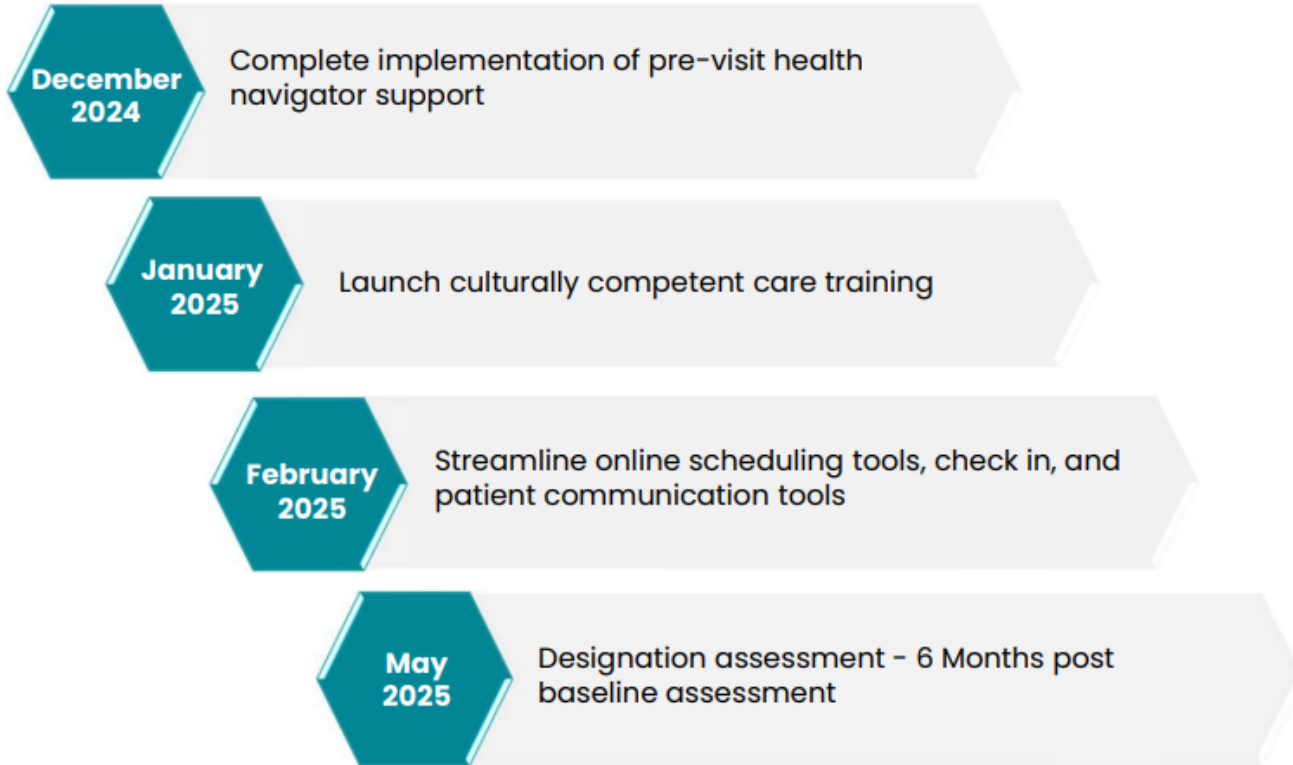 December
2024
Complete implementation of pre-visit health
navigator support
January
2025
Launch culturally competent care training
February
2025
Streamline online scheduling tools, check in, and
patient communication tools
May
2025
Designation assessment - 6 Months post
baseline assessment